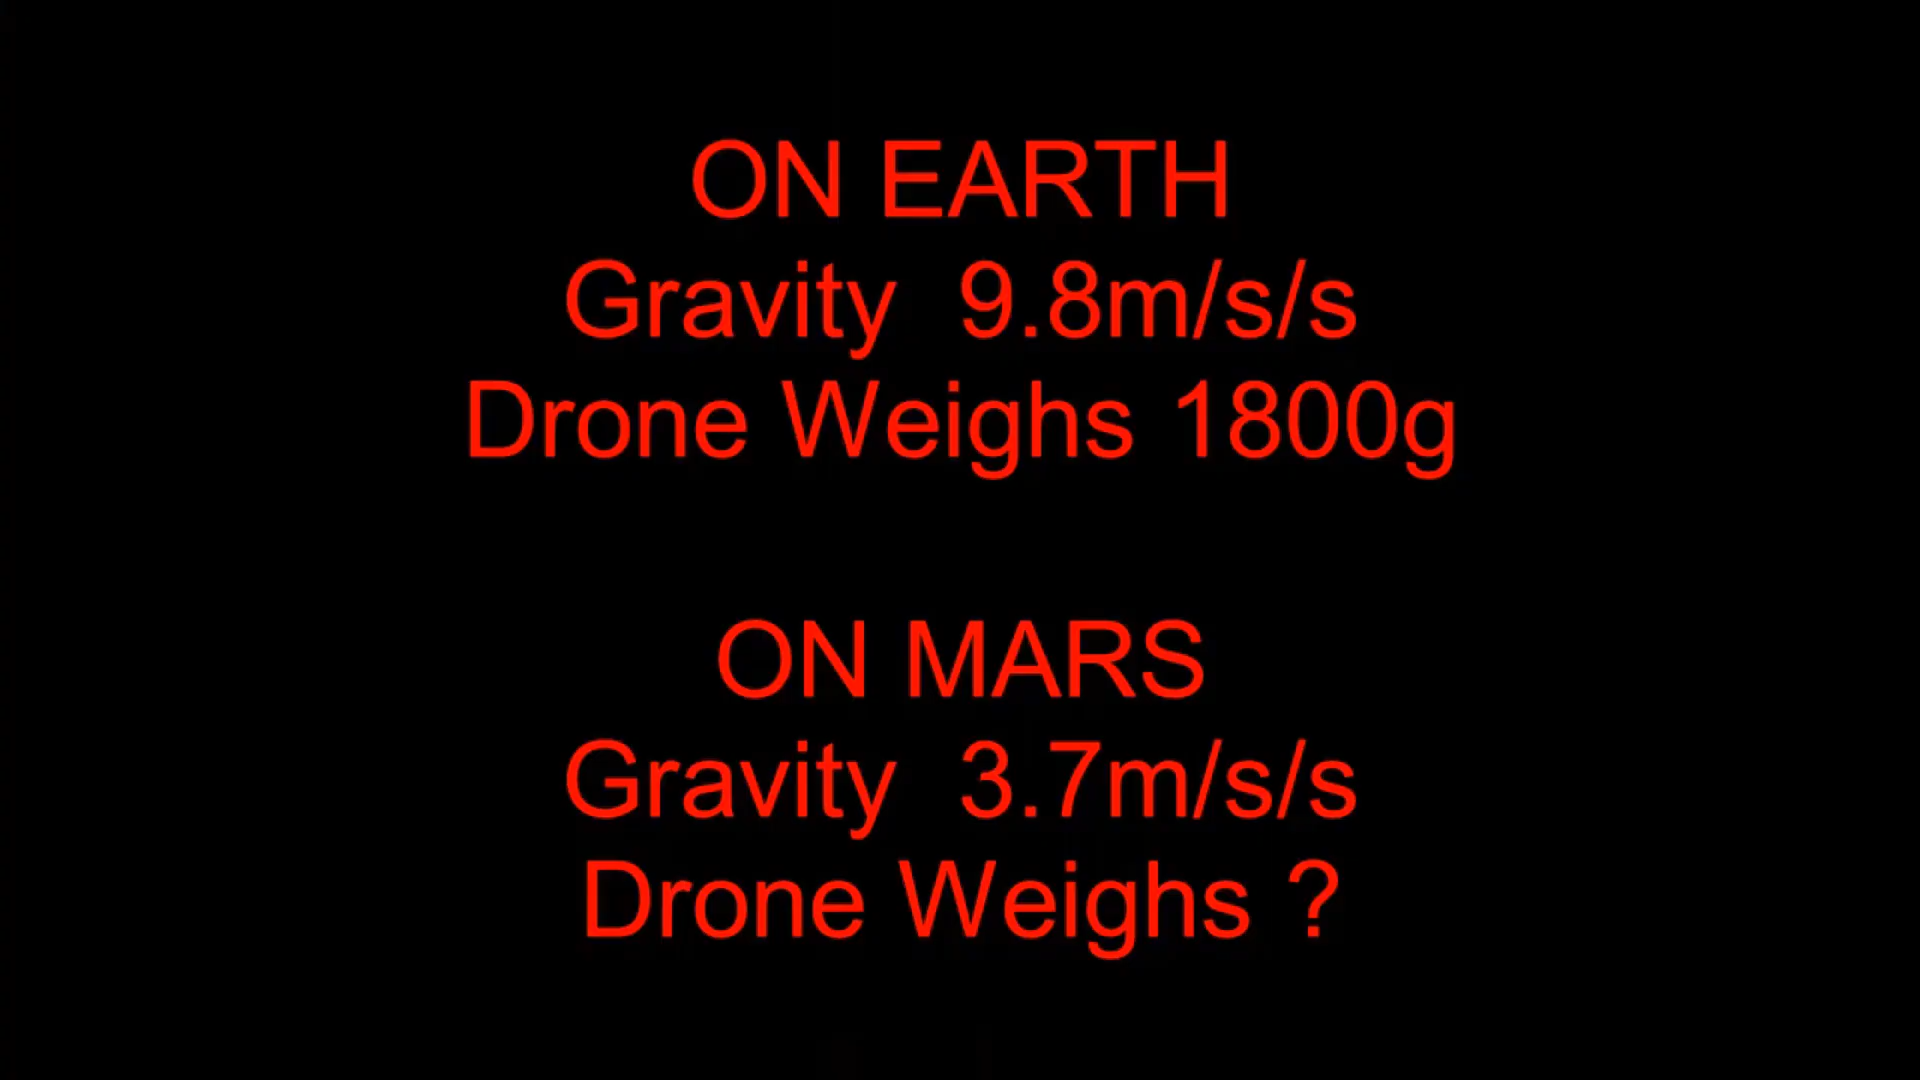 ON EARTH
Gravity  9.8m/s/s
Drone Weighs 1800g
ON MARS
Gravity  3.7m/s/s
Drone Weighs ?